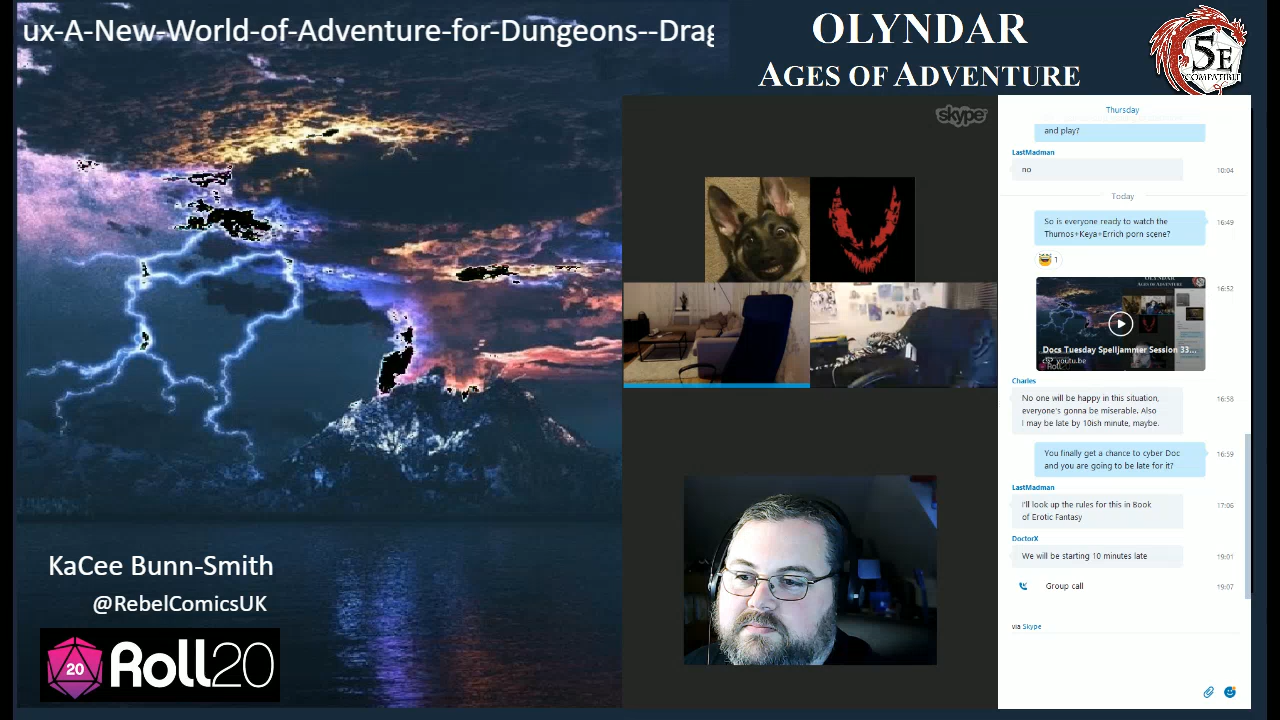 ux-A-New-World-of-Adventure-for-Dungeons--Drag
OLYNDAR
AGES OF ADVENTURE
5E
COMPATIBLE
skype
Thursday
and play?
LastMadman
no
10:04
Today
So is everyone ready to watch the
Thurnos+Keya+Errich porn scene?
16:49
1
16:52
Docs Tuesday Spelljammer Session 33...
youtu.be
Charles
No one will be happy in this situation,
everyone's gonna be miserable. Also
I may be late by 10ish minute, maybe.
16:58
You finally get a chance to cyber Doc
and you are going to be late for it?
16:59
LastMadman
I'll look up the rules for this in Book
of Erotic Fantasy
17:06
DoctorX
We will be starting 10 minutes late
19:01
Group call
19:07
via Skype
KaCee Bunn-Smith
@RebelComicsUK
20
Roll20